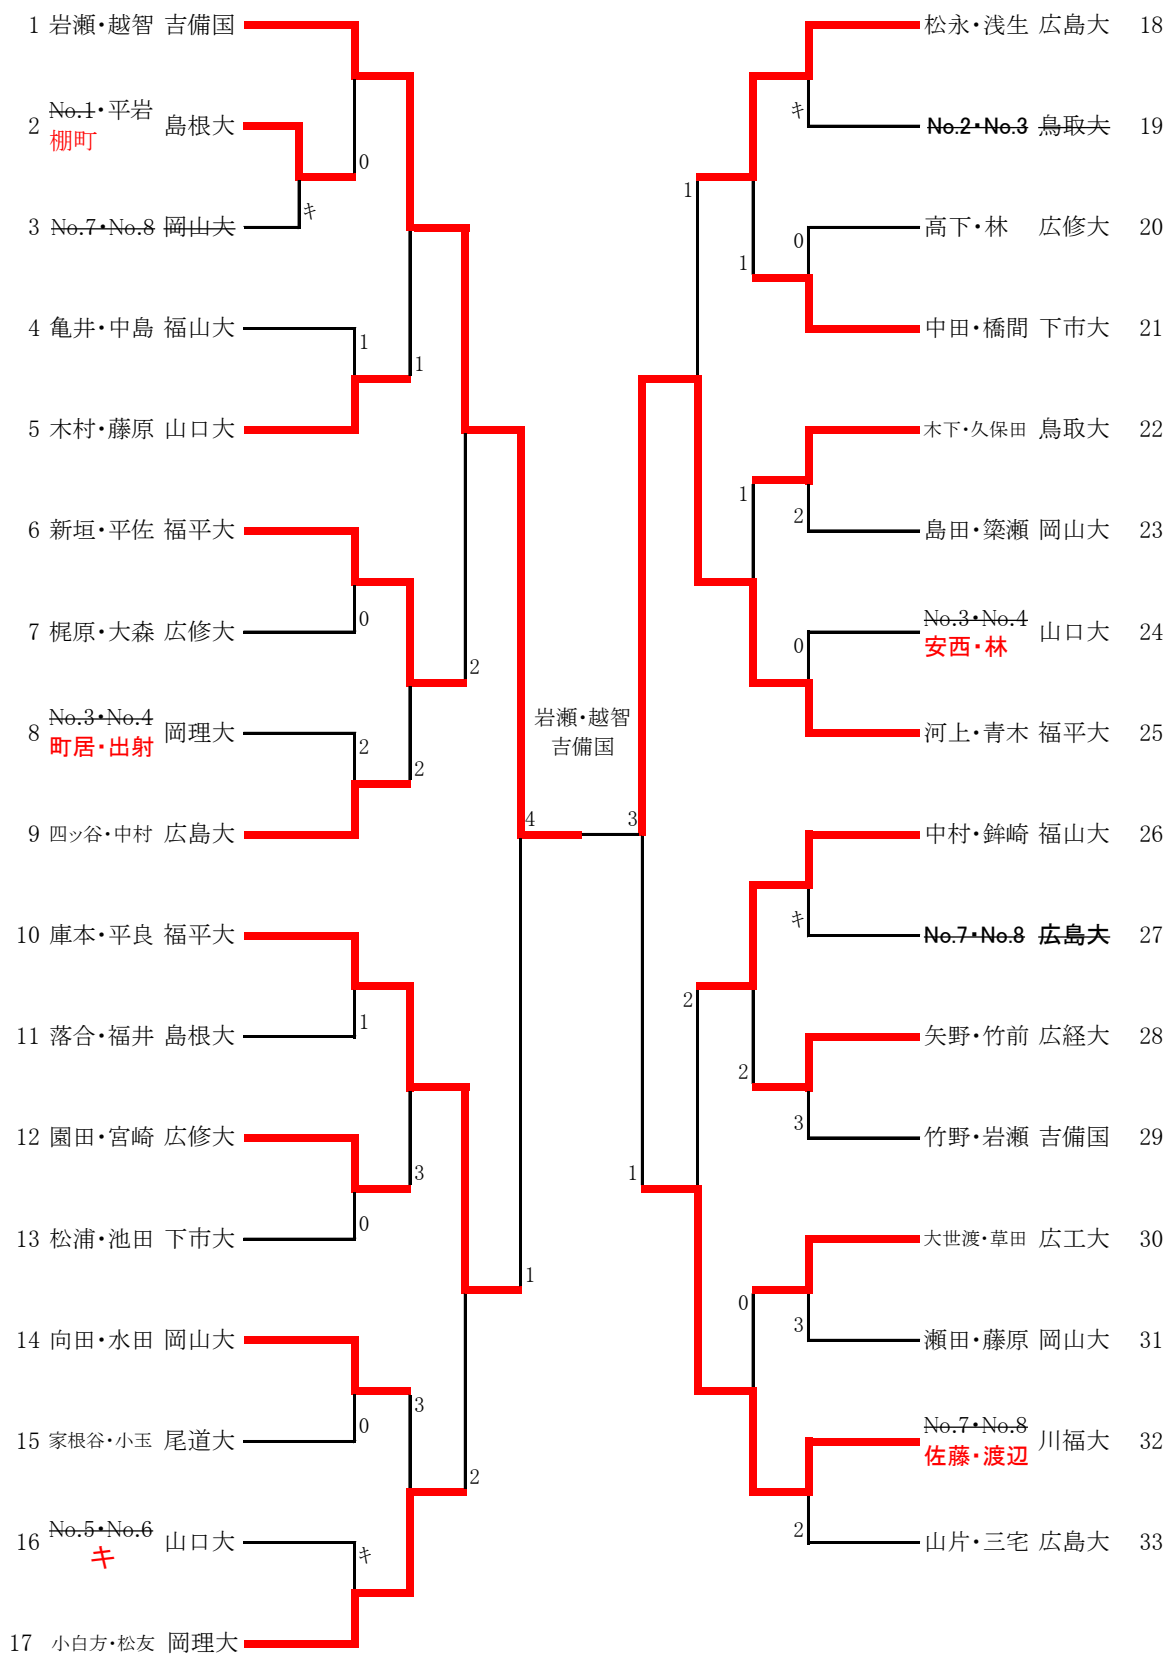 1 岩瀬・越智 吉備国
2 No.1・平岩 島根大
棚町
0
3 No.7・No.8 岡山大
キ
4 亀井・中島 福山大
1
1
5 木村・藤原 山口大
6 新垣・平佐 福平大
7 梶原・大森 広修大
0
2
8 No.3・No.4 岡理大
町居・出射
2
2
9 四ッ谷・中村 広島大
10 庫本・平良 福平大
11 落合・福井 島根大
1
12 園田・宮崎 広修大
3
13 松浦・池田 下市大
0
1
14 向田・水田 岡山大
3
15 家根谷・小玉 尾道大
0
2
16 No.5・No.6 山口大
キ
キ
17 小白方・松友 岡理大
岩瀬・越智
吉備国
4
3
松永・浅生 広島大 18
キ
No.2・No.3 鳥取大 19
1
高下・林 広修大 20
0
1
中田・橋間 下市大 21
木下・久保田 鳥取大 22
1
2
島田・簗瀬 岡山大 23
No.3・No.4 山口大 24
安西・林
0
河上・青木 福平大 25
中村・鉾崎 福山大 26
キ
No.7・No.8 広島大 27
2
矢野・竹前 広経大 28
2
3
竹野・岩瀬 吉備国 29
1
大世渡・草田 広工大 30
0
3
瀬田・藤原 岡山大 31
No.7・No.8 川福大 32
佐藤・渡辺
2
山片・三宅 広島大 33